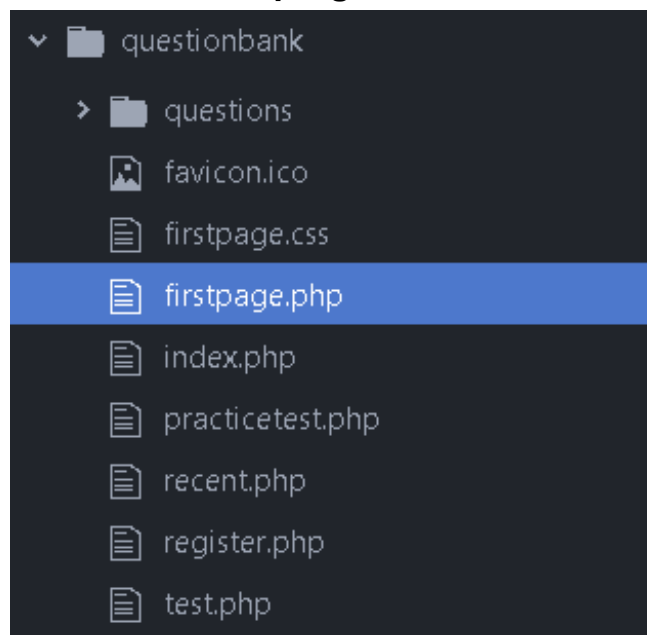 questionbank
questions
favicon.ico
firstpage.css
firstpage.php
index.php
practicetest.php
recent.php
register.php
test.php